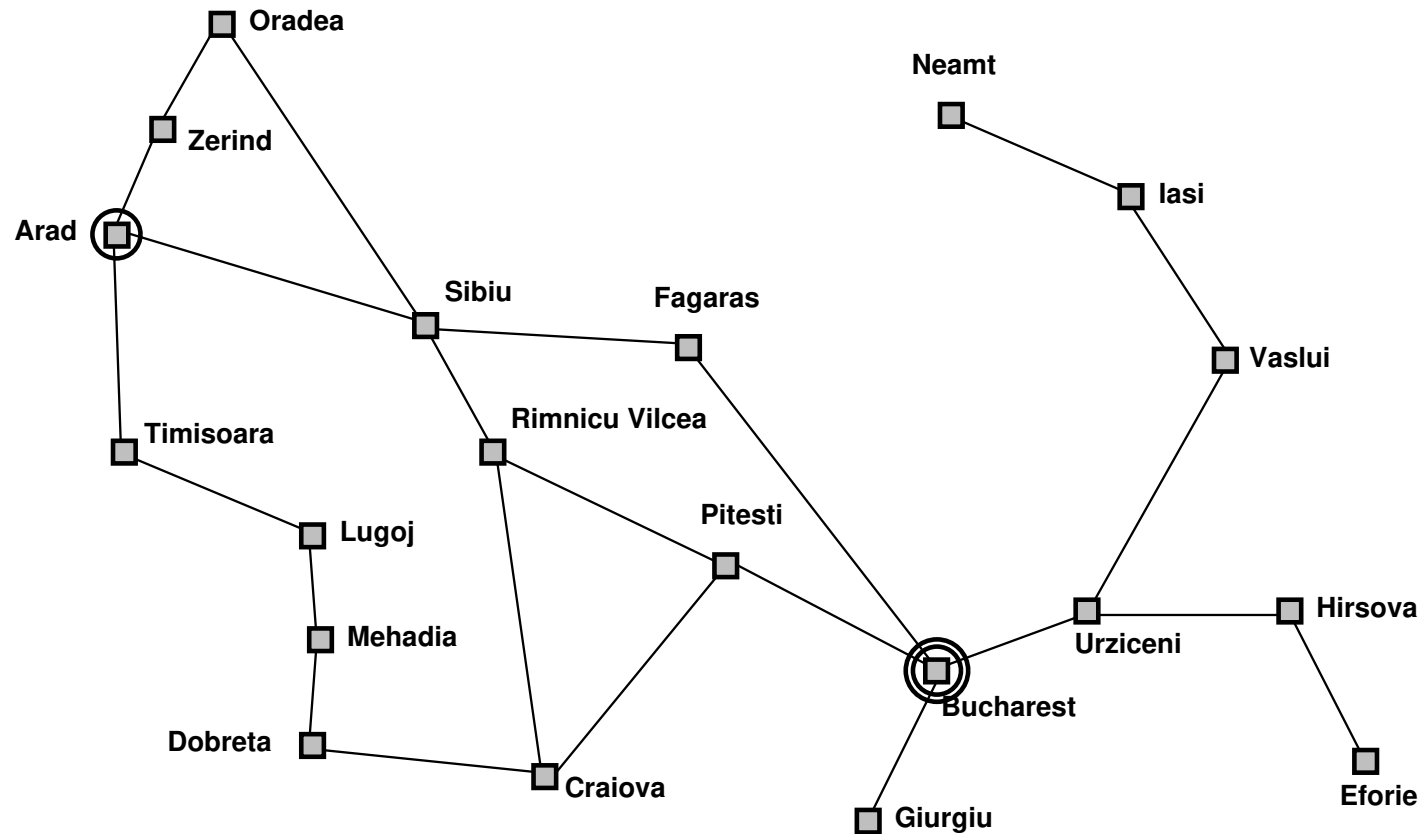 Oradea
Neamt
Zerind
Iasi
Arad
Sibiu
Fagaras
Vaslui
Rimnicu Vilcea
Timisoara
Pitesti
Lugoj
Hirsova
Mehadia
Urziceni
Bucharest
Dobreta
Craiova
Eforie
Giurgiu